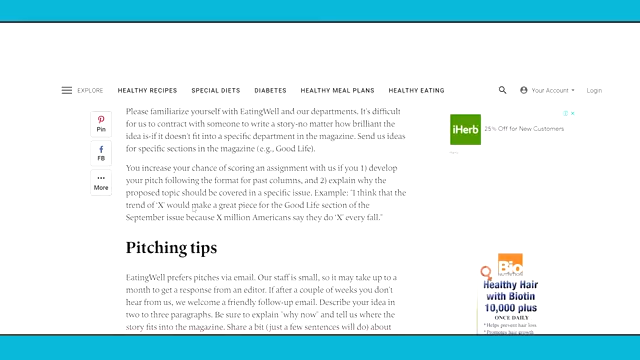 EXPLORE HEALTHY RECIPES SPECIAL DIETS DIABETES HEALTHY MEAL PLANS HEALTHY EATING Your Account Login
Pin
FB
More
Please familiarize yourself with EatingWell and our departments. It's difficult
for us to contract with someone to write a story-no matter how brilliant the
idea is-if it doesn't fit into a specific department in the magazine. Send us ideas
for specific sections in the magazine (e.g., Good Life).
You increase your chance of scoring an assignment with us if you 1) develop
your pitch following the format for past columns, and 2) explain why the
proposed topic should be covered in a specific issue. Example: "I think that the
trend of 'X' would make a great piece for the Good Life section of the
September issue because X million Americans say they do 'X' every fall."
Pitching tips
EatingWell prefers pitches via email. Our staff is small, so it may take up to a
month to get a response from an editor. If after a couple of weeks you don't
hear from us, we welcome a friendly follow-up email. Describe your idea in
two to three paragraphs. Be sure to explain "why now" and tell us where the
story fits into the magazine. Share a bit (just a few sentences will do) about
iHerb
25% Off for New Customers
Bio
Healthy Hair
with Biotin
10,000 plus
ONCE DAILY
* Helps prevent hair loss
* Promotes hair growth